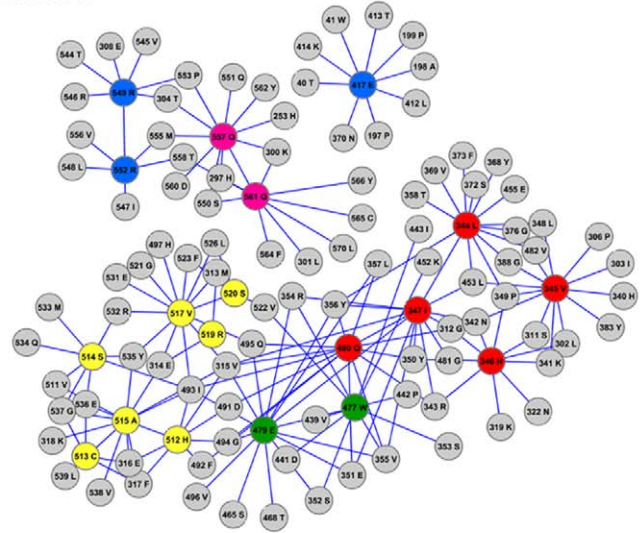 41 W
413 T
414 K
199 P
198 A
40 T
417 E
412 L
370 N
197 P
544 T
308 E
545 V
553 P
551 Q
562 Y
546 R
549 R
304 T
253 H
556 V
555 M
557 Q
300 K
558 T
548 L
552 R
297 H
566 Y
560 D
561 Q
550 S
547 I
565 C
570 L
564 F
301 L
373 F
368 Y
369 V
372 S
455 E
358 T
364 L
376 G
348 L
482 V
306 P
443 I
452 K
388 G
303 I
453 L
349 P
345 V
340 N
383 Y
497 H
526 L
523 F
521 G
313 M
531 E
520 S
357 L
354 R
356 Y
347 I
522 V
533 M
532 R
517 V
519 R
495 Q
312 G
342 N
311 S
302 L
534 Q
514 S
535 Y
314 E
315 V
480 Q
350 Y
481 G
346 H
341 K
511 V
493 I
536 E
491 D
442 P
343 R
322 N
537 G
515 A
439 V
477 W
319 K
318 K
512 H
494 G
479 E
353 S
513 C
316 E
492 F
441 D
355 V
539 L
317 F
351 E
538 V
496 V
352 S
465 S
468 T